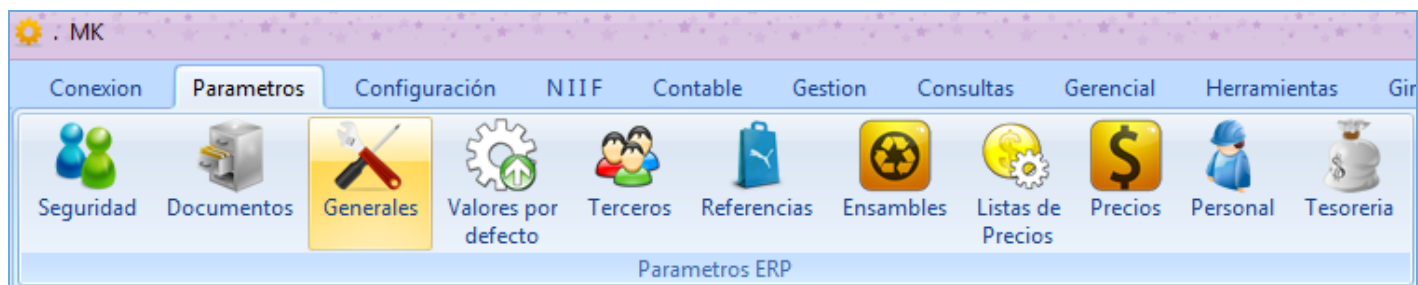 . MK
Conexion Parametros Configuración NIIF Contable Gestion Consultas Gerencial Herramientas
Seguridad Documentos Generales Valores por defecto Terceros Referencias Ensambles Listas de Precios Precios Personal Tesoreria
Parametros ERP